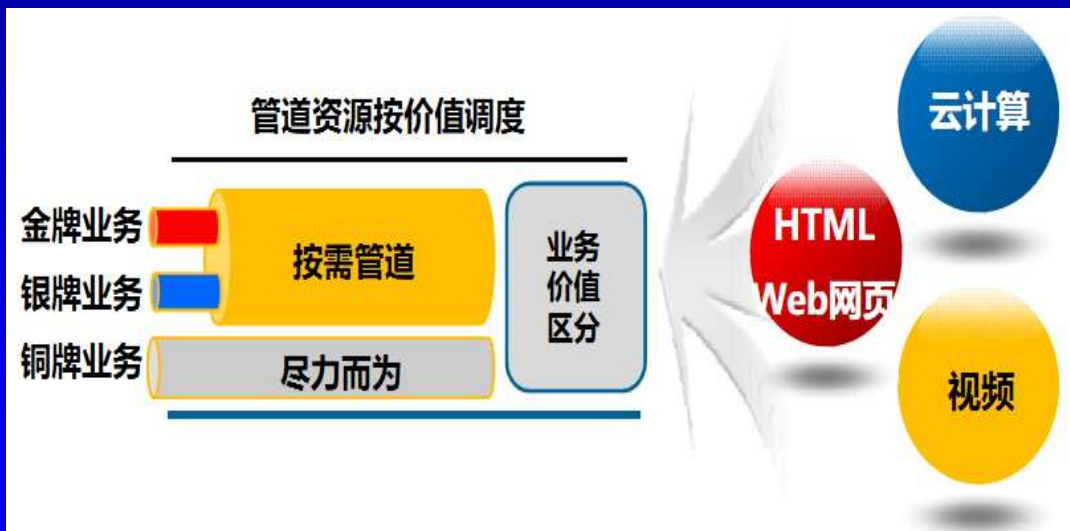 管道资源按价值调度
金牌业务
银牌业务
铜牌业务
按需管道
尽力而为
业务
价值
区分
HTML
Web网页
云计算
视频